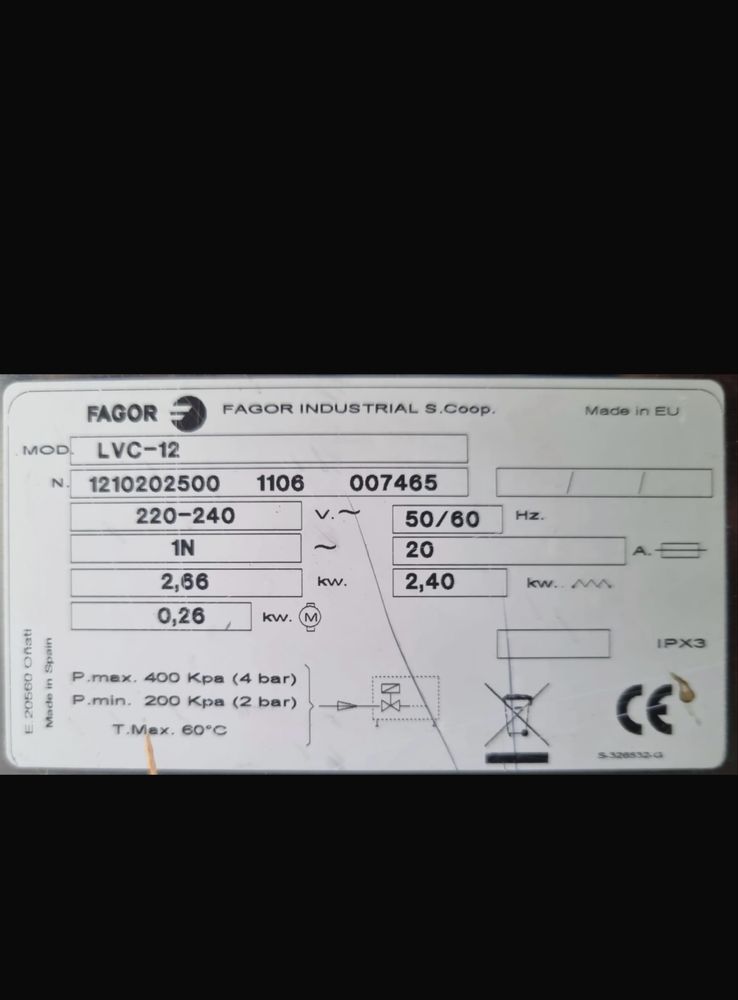 FAGOR FAGOR INDUSTRIAL S.Coop. Made in EU
MOD. LVC-12
N. 1210202500 1106 007465 / /
220-240 V.~ 50/60 Hz.
1N ~ 20 A.
2,66 kw. 2,40 kw..
0,26 kw. M
IPX3
P.max. 400 Kpa (4 bar)
P.min. 200 Kpa (2 bar)
T.Max. 60°C
CE
S-326532-G
E.20560 Oñati
Made in Spain